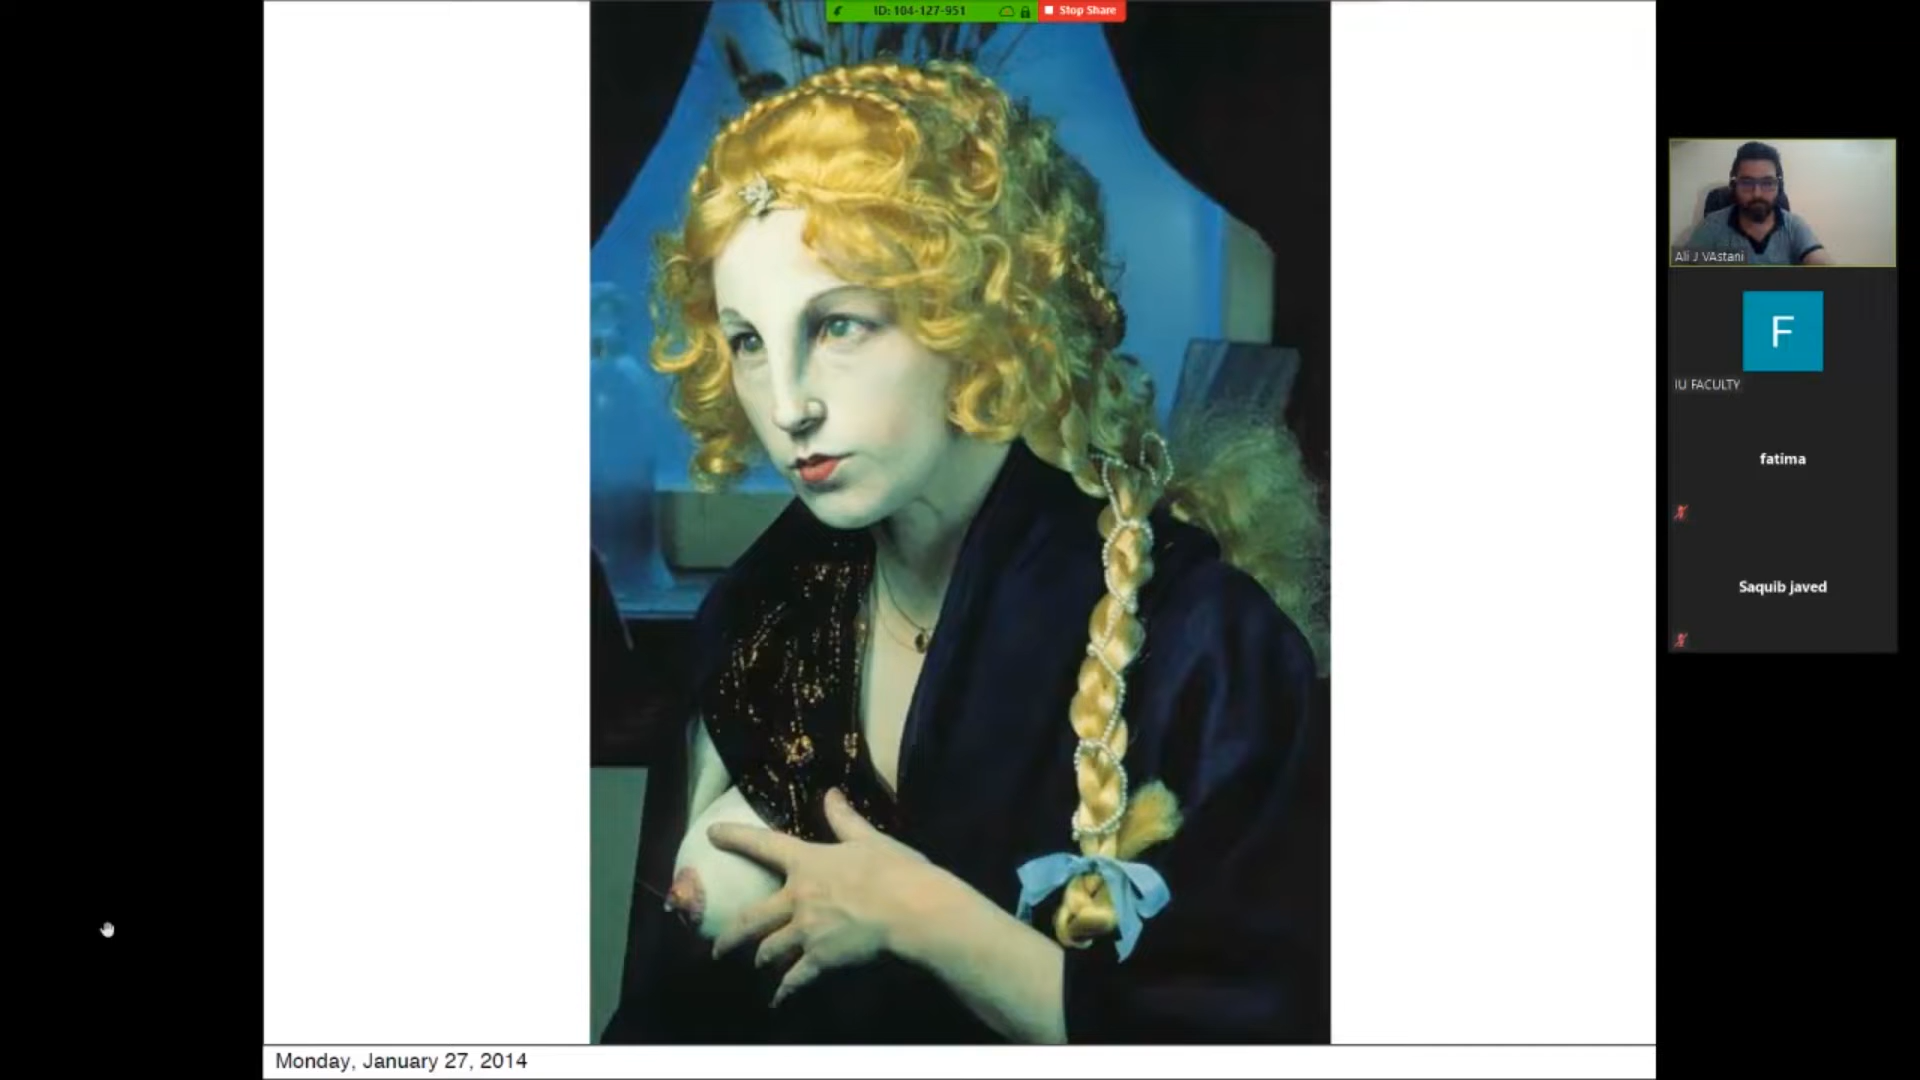 ID: 104-127-951
Stop Share
Ali J VAstani
F
IU FACULTY
fatima
Saquib javed
Monday, January 27, 2014